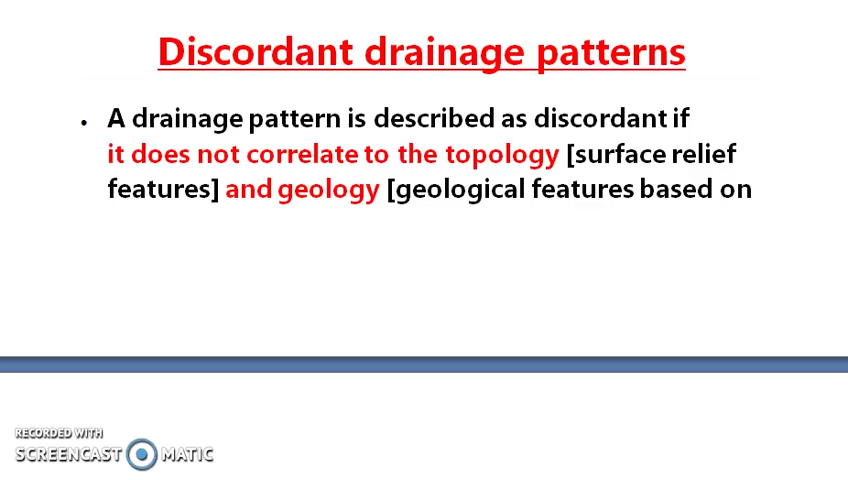 Discordant drainage patterns
• A drainage pattern is described as discordant if
it does not correlate to the topology [surface relief
features] and geology [geological features based on
RECORDED WITH
SCREENCAST MATIC